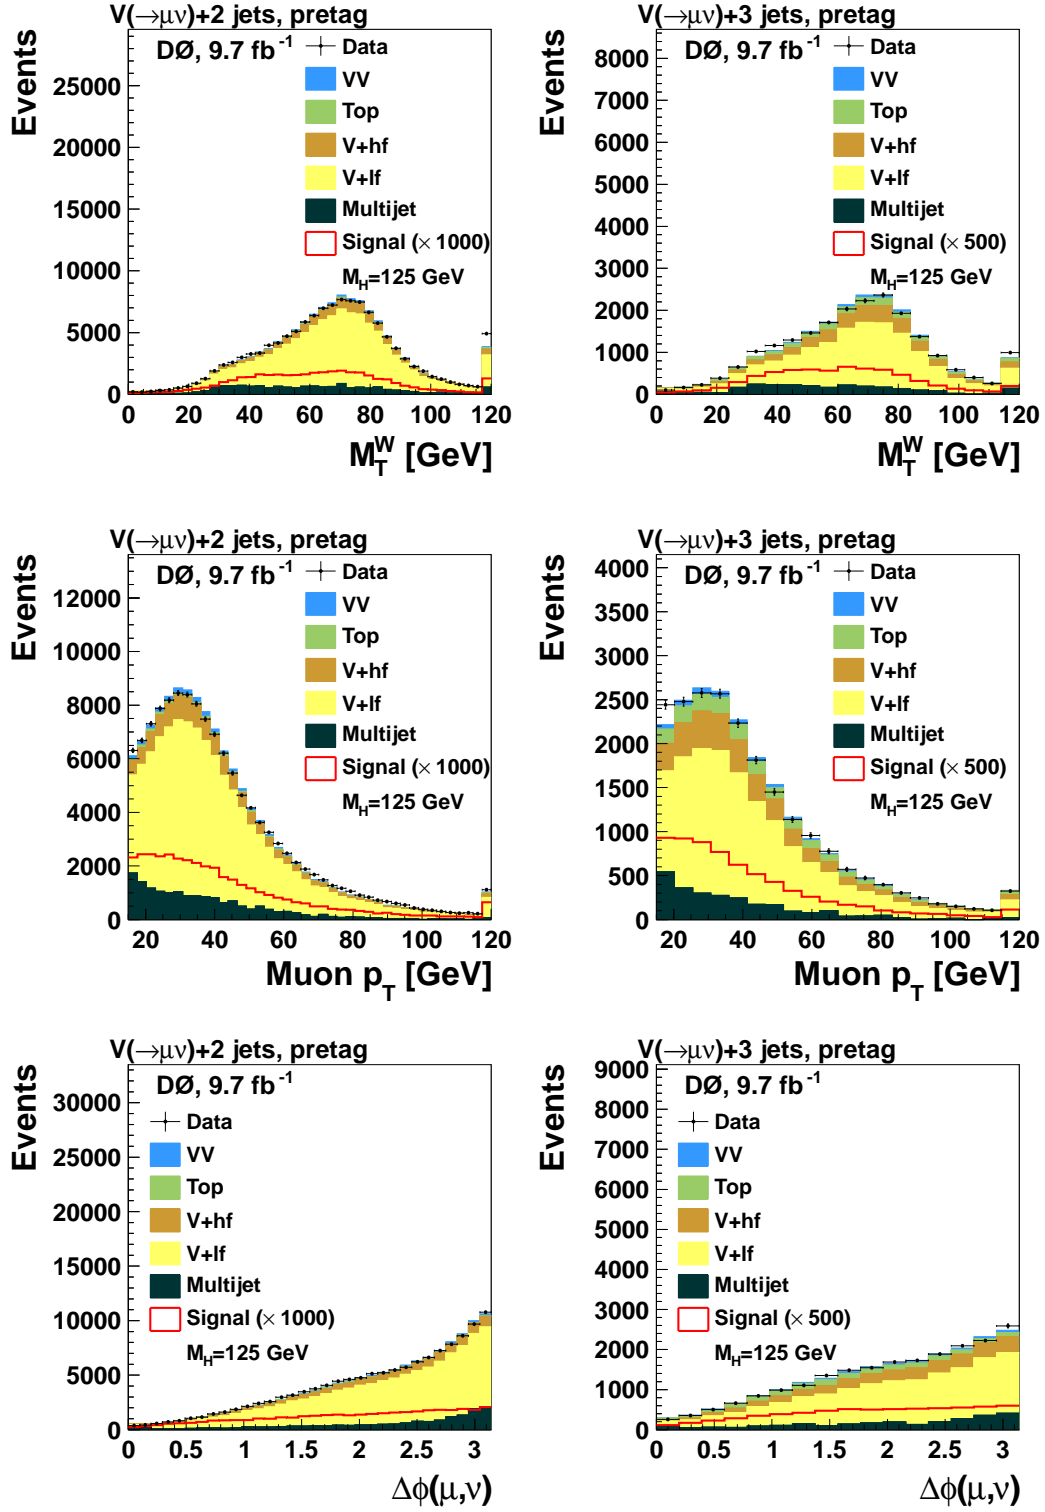 V(→μν)+2 jets, pretag
DØ, 9.7 fb⁻¹
Events
25000
20000
15000
10000
5000
0
Data
VV
Top
V+hf
V+lf
Multijet
Signal (× 1000)
M_H=125 GeV
0 20 40 60 80 100 120
M_T^W [GeV]
V(→μν)+3 jets, pretag
DØ, 9.7 fb⁻¹
Events
8000
7000
6000
5000
4000
3000
2000
1000
0
Data
VV
Top
V+hf
V+lf
Multijet
Signal (× 500)
M_H=125 GeV
0 20 40 60 80 100 120
M_T^W [GeV]
V(→μν)+2 jets, pretag
DØ, 9.7 fb⁻¹
Events
12000
10000
8000
6000
4000
2000
0
Data
VV
Top
V+hf
V+lf
Multijet
Signal (× 1000)
M_H=125 GeV
20 40 60 80 100 120
Muon p_T [GeV]
V(→μν)+3 jets, pretag
DØ, 9.7 fb⁻¹
Events
4000
3500
3000
2500
2000
1500
1000
500
0
Data
VV
Top
V+hf
V+lf
Multijet
Signal (× 500)
M_H=125 GeV
20 40 60 80 100 120
Muon p_T [GeV]
V(→μν)+2 jets, pretag
DØ, 9.7 fb⁻¹
Events
30000
25000
20000
15000
10000
5000
0
Data
VV
Top
V+hf
V+lf
Multijet
Signal (× 1000)
M_H=125 GeV
0 0.5 1 1.5 2 2.5 3
Δϕ(μ,ν)
V(→μν)+3 jets, pretag
DØ, 9.7 fb⁻¹
Events
9000
8000
7000
6000
5000
4000
3000
2000
1000
0
Data
VV
Top
V+hf
V+lf
Multijet
Signal (× 500)
M_H=125 GeV
0 0.5 1 1.5 2 2.5 3
Δϕ(μ,ν)